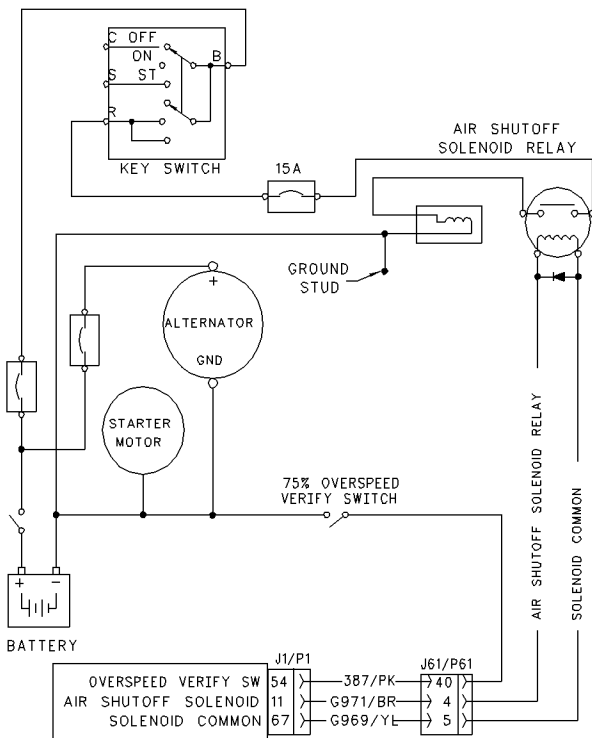 C OFF
ON
B
S ST
R
KEY SWITCH
15A
AIR SHUTOFF
SOLENOID RELAY
GROUND
STUD
+
ALTERNATOR
GND
STARTER
MOTOR
75% OVERSPEED
VERIFY SWITCH
AIR SHUTOFF SOLENOID RELAY
SOLENOID COMMON
+ −
BATTERY
J1/P1
J61/P61
OVERSPEED VERIFY SW 54 387/PK 40
AIR SHUTOFF SOLENOID 11 G971/BR 4
SOLENOID COMMON 67 G969/YL 5